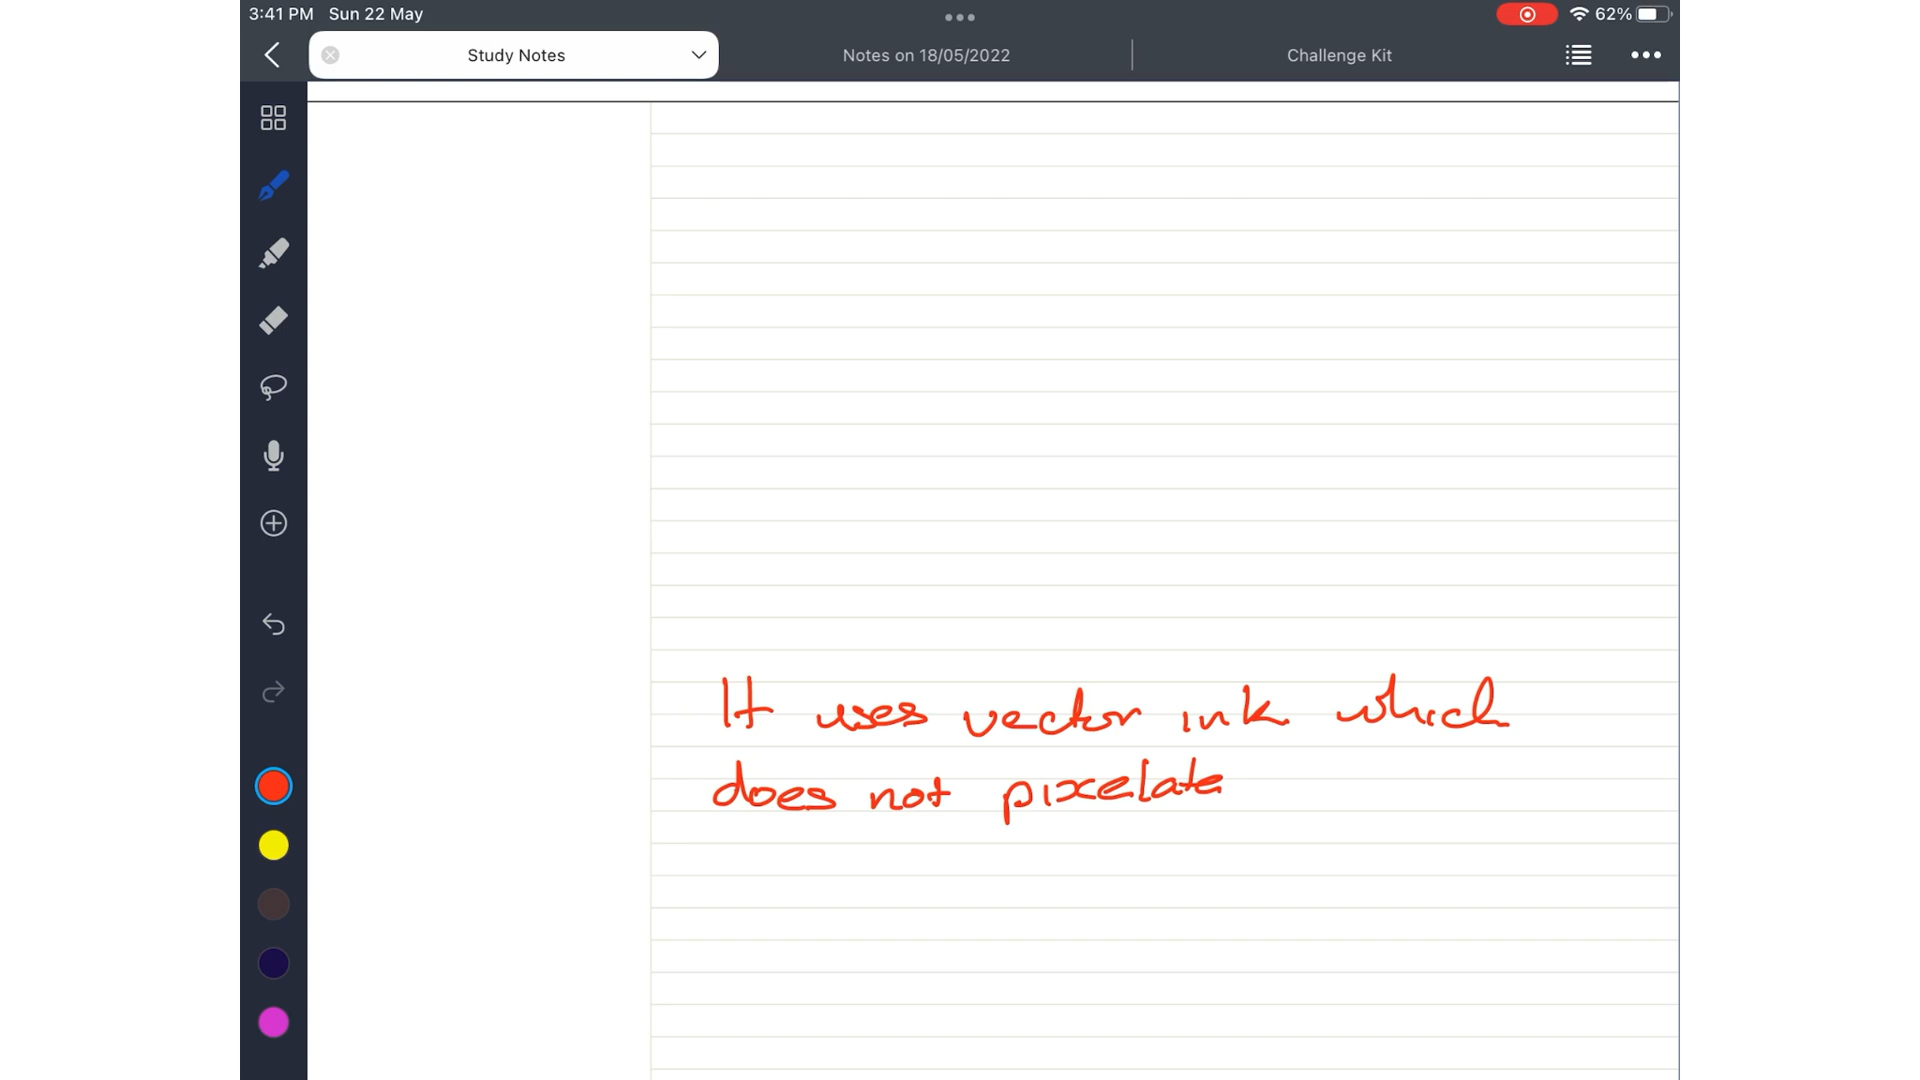 3:41 PM Sun 22 May 62%
Study Notes Notes on 18/05/2022 Challenge Kit
It uses vector ink which
does not pixelate